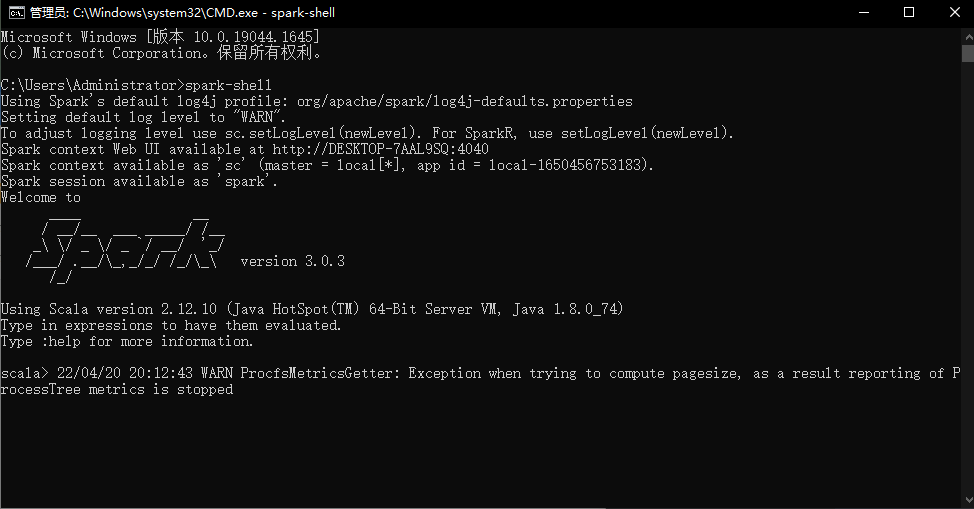 管理员: C:\Windows\system32\CMD.exe - spark-shell
Microsoft Windows [版本 10.0.19044.1645]
(c) Microsoft Corporation。保留所有权利。
C:\Users\Administrator>spark-shell
Using Spark's default log4j profile: org/apache/spark/log4j-defaults.properties
Setting default log level to "WARN".
To adjust logging level use sc.setLogLevel(newLevel). For SparkR, use setLogLevel(newLevel).
Spark context Web UI available at http://DESKTOP-7AAL9SQ:4040
Spark context available as 'sc' (master = local[*], app id = local-1650456753183).
Spark session available as 'spark'.
Welcome to
Spark version 3.0.3
Using Scala version 2.12.10 (Java HotSpot(TM) 64-Bit Server VM, Java 1.8.0_74)
Type in expressions to have them evaluated.
Type :help for more information.
scala> 22/04/20 20:12:43 WARN ProcfsMetricsGetter: Exception when trying to compute pagesize, as a result reporting of P
rocessTree metrics is stopped